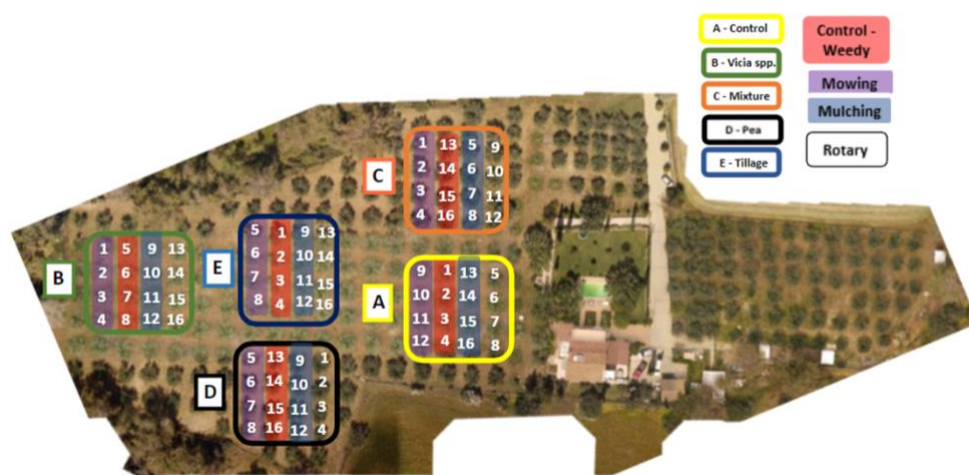 A - Control
B - Vicia spp.
C - Mixture
D - Pea
E - Tillage
Control -
Weedy
Mowing
Mulching
Rotary
C
1 13 5 9
2 14 6 10
3 15 7 11
4 16 8 12
B
1 5 9 13
2 6 10 14
3 7 11 15
4 8 12 16
E
5 1 9 13
6 2 10 14
7 3 11 15
8 4 12 16
A
9 1 13 5
10 2 14 6
11 3 15 7
12 4 16 8
D
5 13 9 1
6 14 10 2
7 15 11 3
8 16 12 4